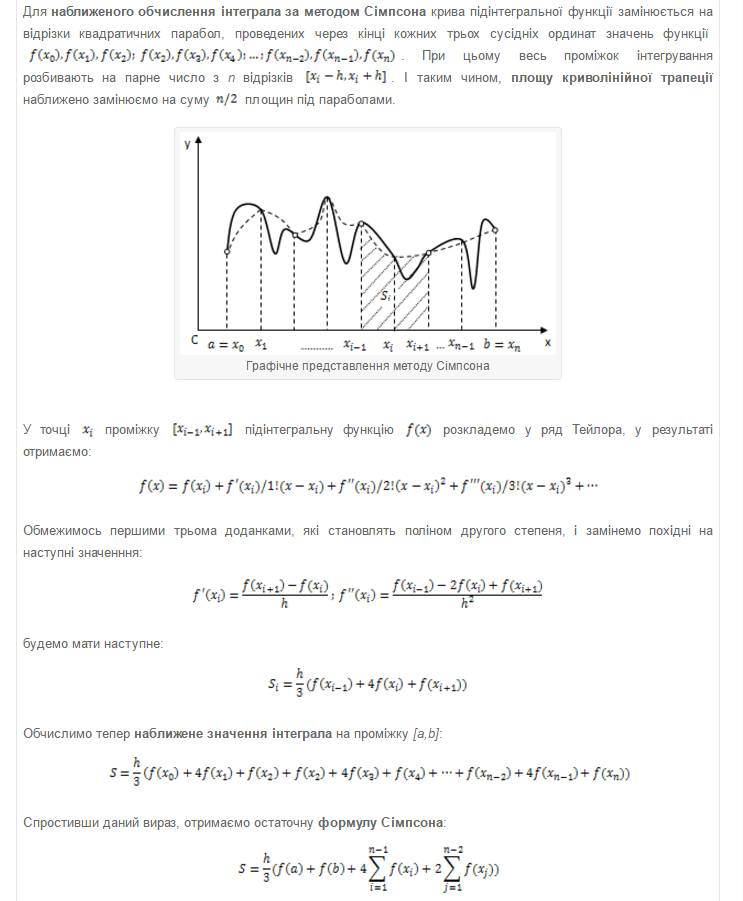 Для наближеного обчислення інтеграла за методом Сімпсона крива підінтегральної функції замінюється на
відрізки квадратичних парабол, проведених через кінці кожних трьох сусідніх ординат значень функції
f(x₀), f(x₁), f(x₂); f(x₂), f(x₃), f(x₄); …; f(xₙ₋₂), f(xₙ₋₁), f(xₙ) . При цьому весь проміжок інтегрування
розбивають на парне число з n відрізків [xᵢ − h, xᵢ + h] . І таким чином, площу криволінійної трапеції
наближено замінюємо на суму n/2 площин під параболами.
y
Sᵢ
C a = x₀ x₁ ............ xᵢ₋₁ xᵢ xᵢ₊₁ ... xₙ₋₁ b = xₙ x
Графічне представлення методу Сімпсона
У точці xᵢ проміжку [xᵢ₋₁, xᵢ₊₁] підінтегральну функцію f(x) розкладемо у ряд Тейлора, у результаті
отримаємо:
f(x) = f(xᵢ) + f′(xᵢ)/1!(x − xᵢ) + f″(xᵢ)/2!(x − xᵢ)² + f‴(xᵢ)/3!(x − xᵢ)³ + ⋯
Обмежимось першими трьома доданками, які становлять поліном другого степеня, і замінемо похідні на
наступні значенння:
f′(xᵢ) = (f(xᵢ₊₁) − f(xᵢ))/h ; f″(xᵢ) = (f(xᵢ₋₁) − 2f(xᵢ) + f(xᵢ₊₁))/h²
будемо мати наступне:
Sᵢ = h/3 (f(xᵢ₋₁) + 4f(xᵢ) + f(xᵢ₊₁))
Обчислимо тепер наближене значення інтеграла на проміжку [a,b]:
S = h/3 (f(x₀) + 4f(x₁) + f(x₂) + f(x₂) + 4f(x₃) + f(x₄) + ⋯ + f(xₙ₋₂) + 4f(xₙ₋₁) + f(xₙ))
Спростивши даний вираз, отримаємо остаточну формулу Сімпсона:
S = h/3 (f(a) + f(b) + 4 ∑ᵢ₌₁ⁿ⁻¹ f(xᵢ) + 2 ∑ⱼ₌₁ⁿ⁻² f(xⱼ))